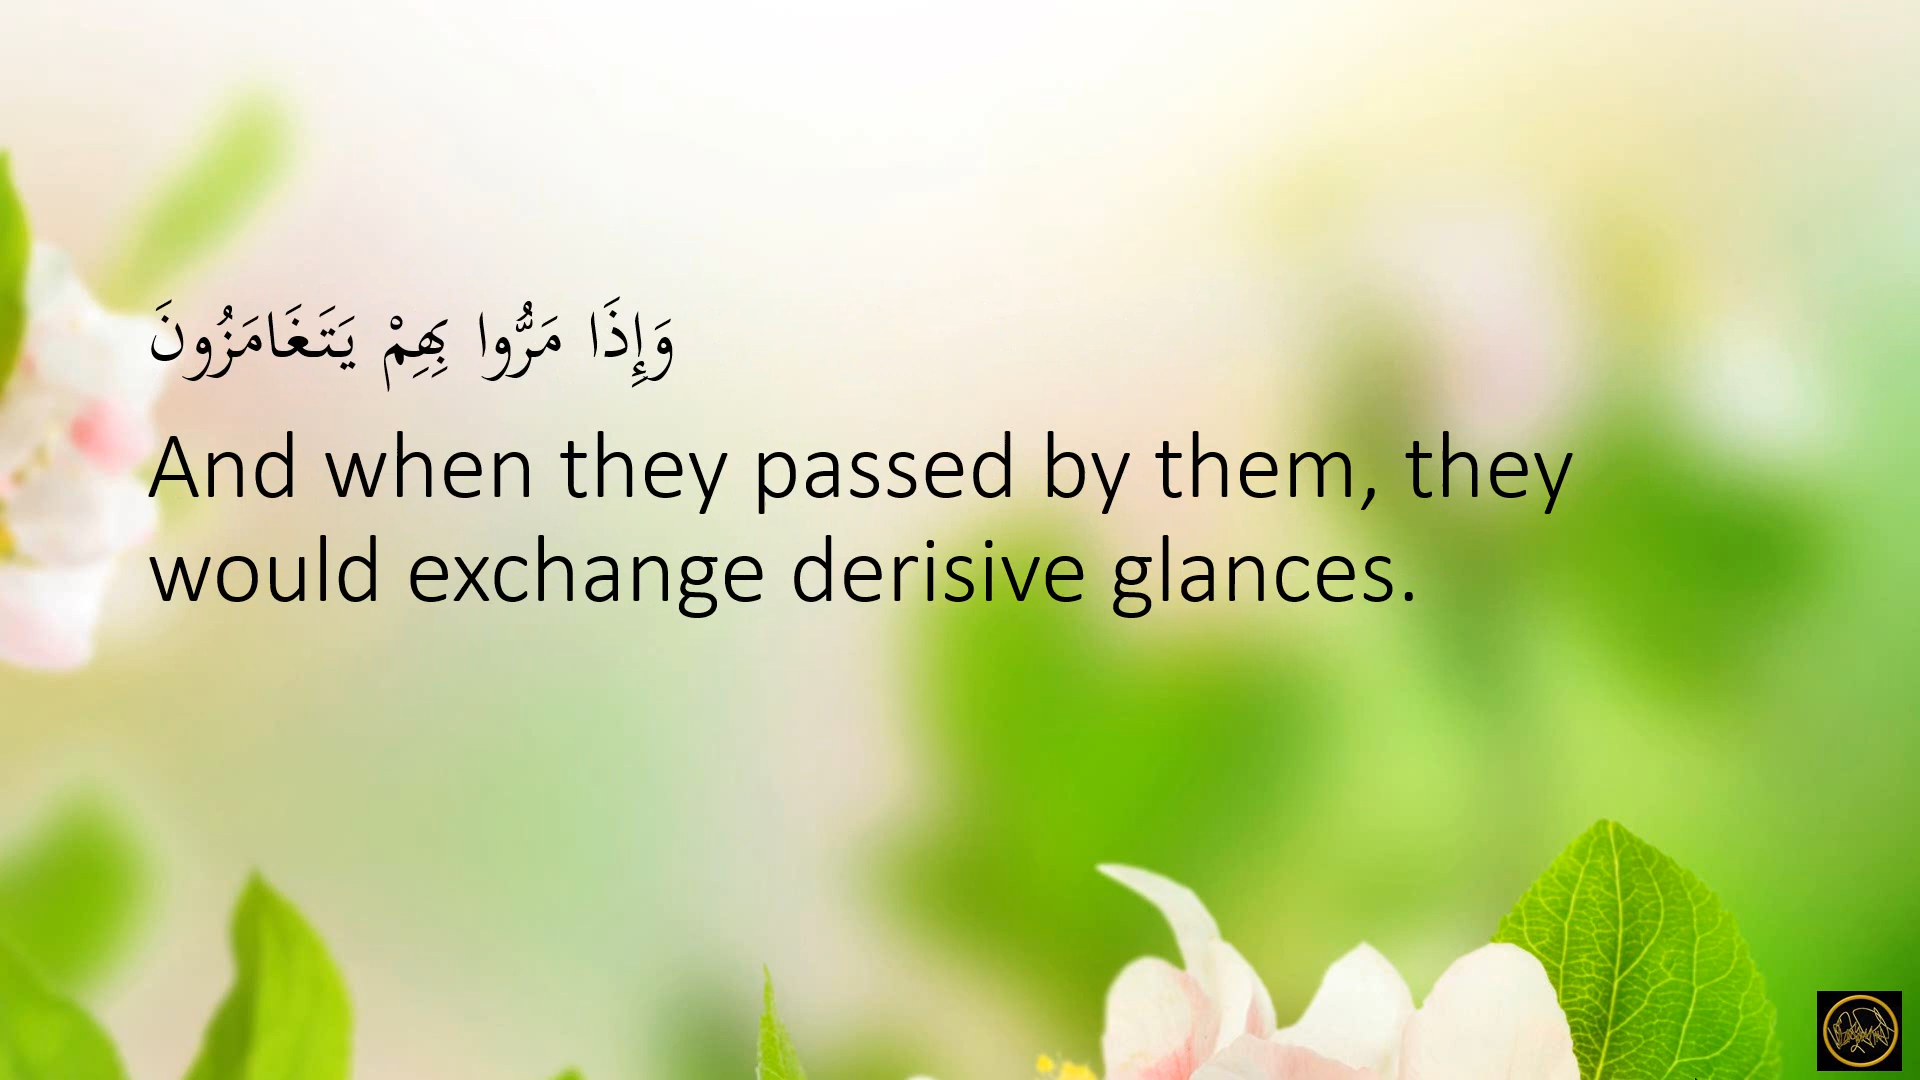 وَإِذَا مَرُّوا بِهِمْ يَتَغَامَزُونَ
And when they passed by them, they
would exchange derisive glances.